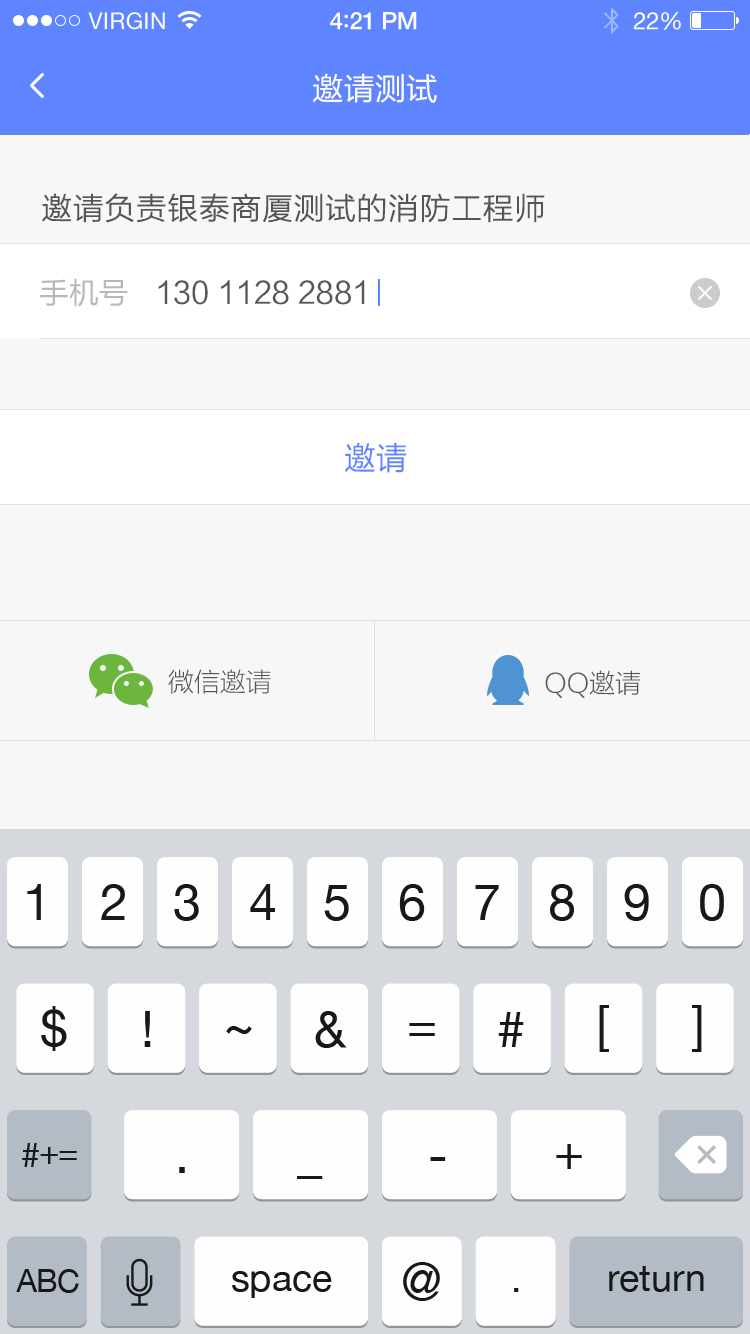 VIRGIN 4:21 PM 22%
邀请测试
邀请负责银泰商厦测试的消防工程师
手机号 130 1128 2881
邀请
微信邀请 QQ邀请
1 2 3 4 5 6 7 8 9 0
$ ! ~ & = # [ ]
#+= . _ - +
ABC space @ . return